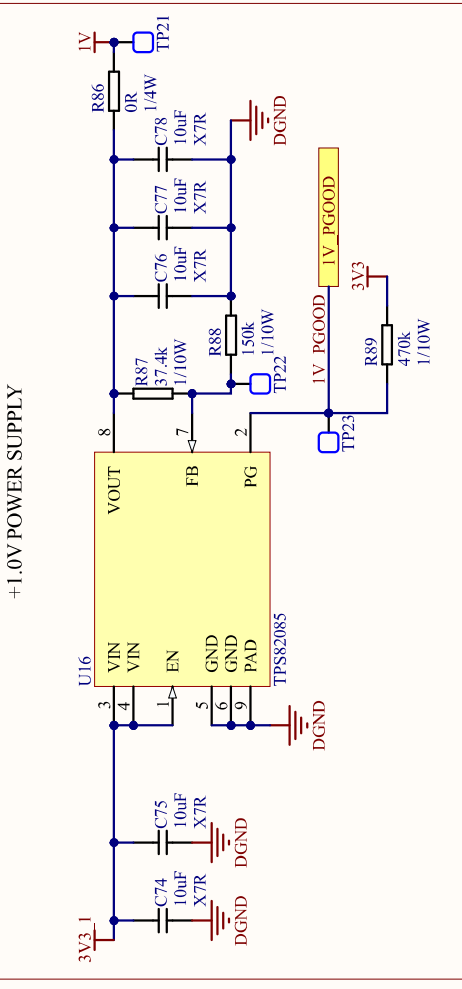 +1.0V POWER SUPPLY
3V3_1
C74
10uF
X7R
DGND
C75
10uF
X7R
DGND
U16
3
4
1
5
6
9
VIN
VIN
EN
GND
GND
PAD
VOUT
FB
PG
8
7
2
TPS82085
DGND
R87
37.4k
1/10W
R88
150k
1/10W
TP22
C76
10uF
X7R
C77
10uF
X7R
C78
10uF
X7R
DGND
R86
0R
1/4W
1V
TP21
TP23
1V_PGOOD
1V_PGOOD
R89
470k
1/10W
3V3